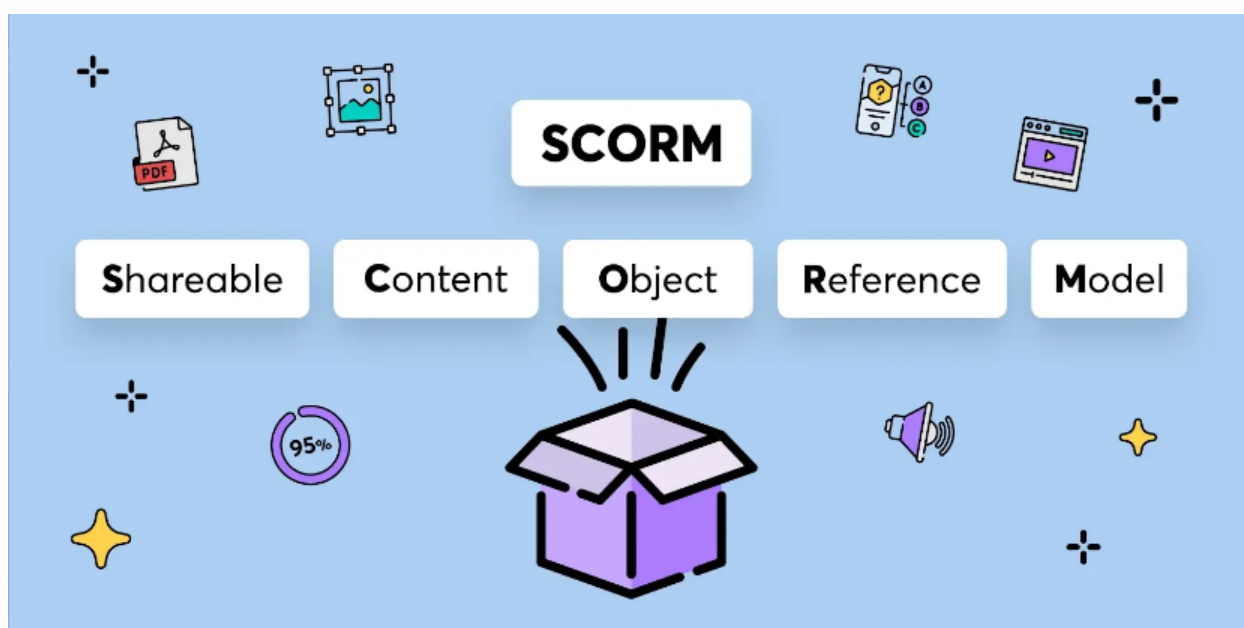 SCORM
Shareable Content Object Reference Model
PDF
?
A
B
C
95%